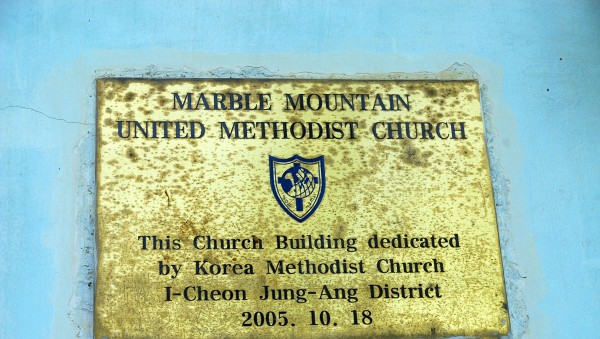 MARBLE MOUNTAIN
UNITED METHODIST CHURCH
This Church Building dedicated
by Korea Methodist Church
I-Cheon Jung-Ang District
2005. 10. 18